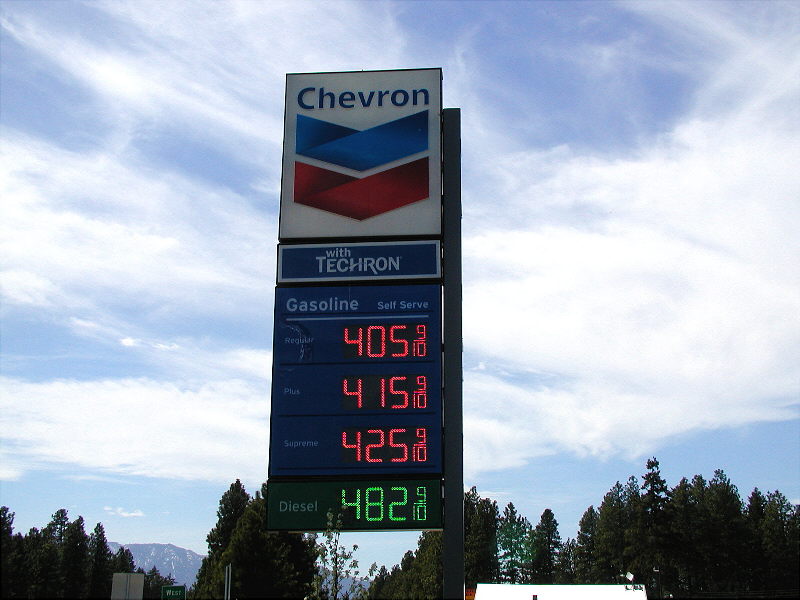 Chevron
with
TECHRON
Gasoline Self Serve
Regular 405 9/10
Plus 415 9/10
Supreme 425 9/10
Diesel 482 9/10
West